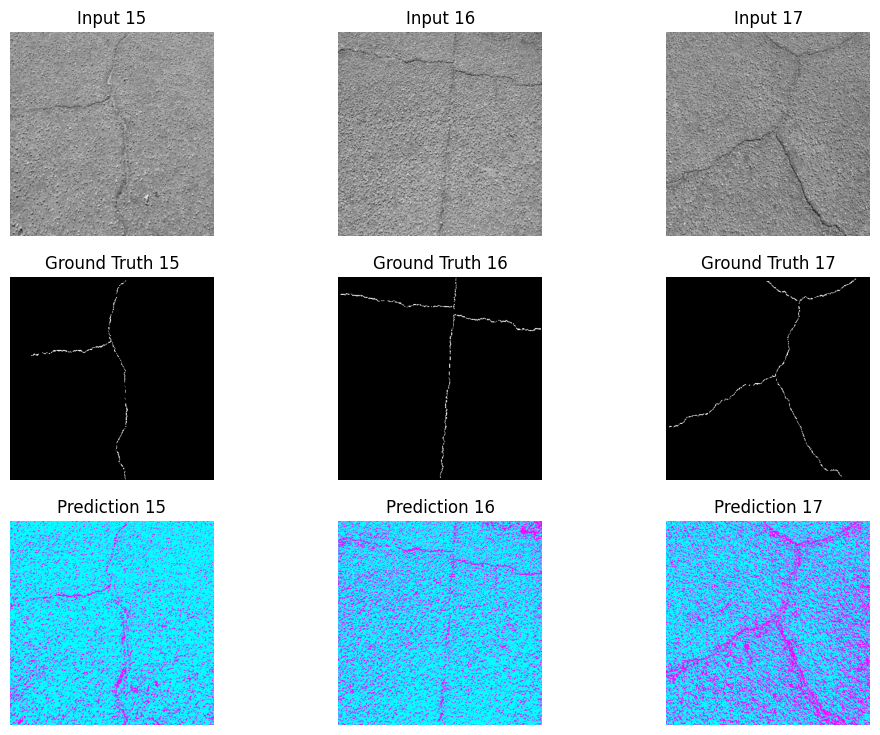 Input 15
Input 16
Input 17
Ground Truth 15
Ground Truth 16
Ground Truth 17
Prediction 15
Prediction 16
Prediction 17